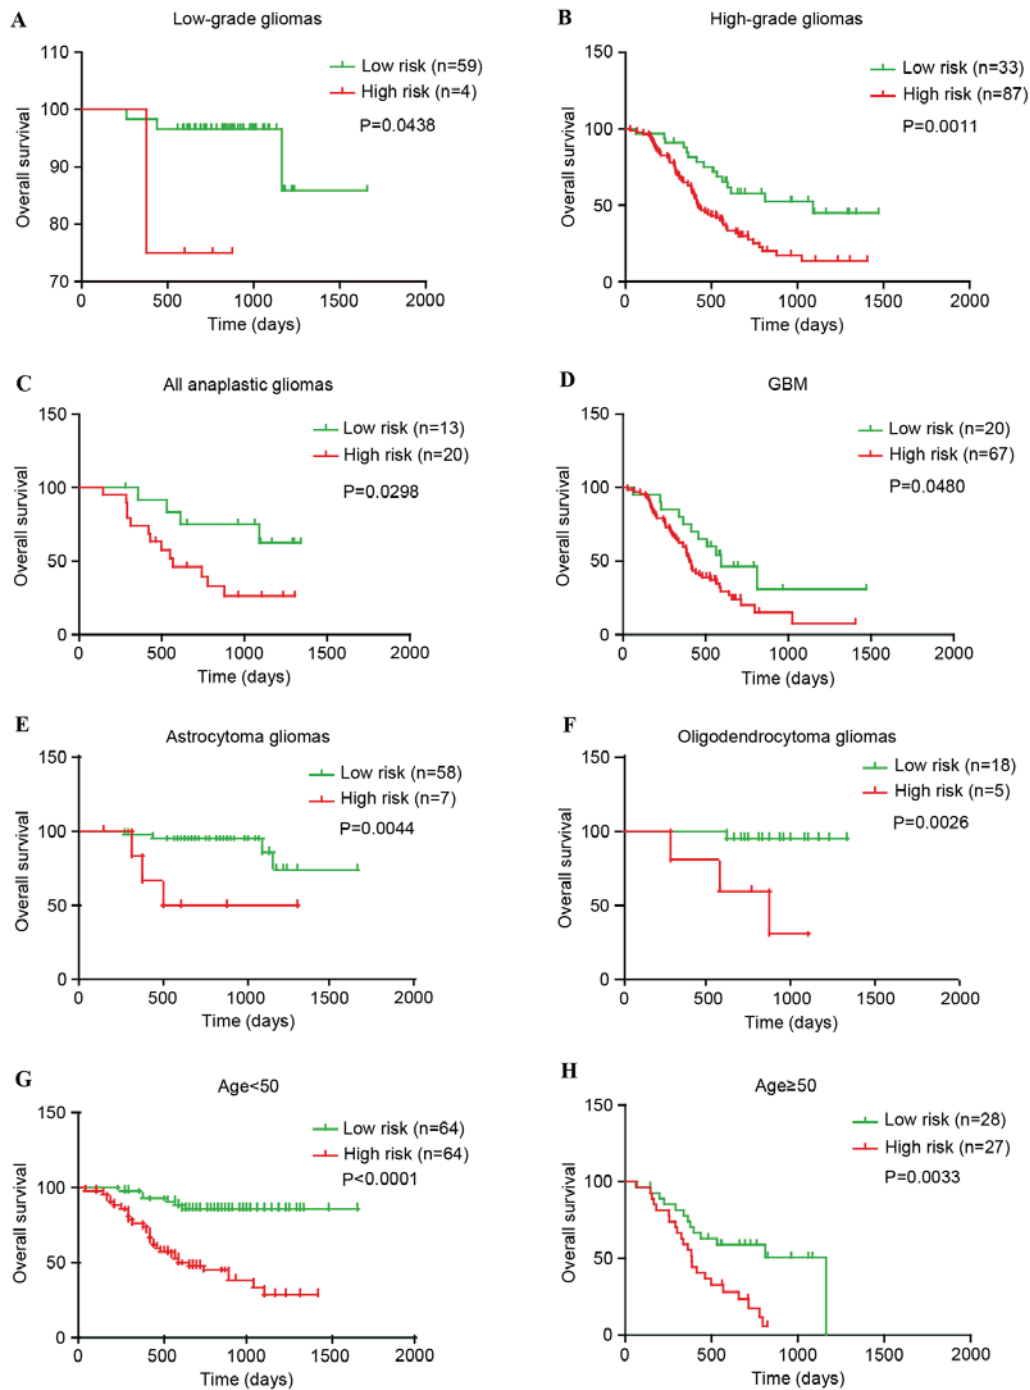 A
Low-grade gliomas
110
100
90
80
70
Overall survival
Low risk (n=59)
High risk (n=4)
P=0.0438
0 500 1000 1500 2000
Time (days)
B
High-grade gliomas
150
100
50
0
Overall survival
Low risk (n=33)
High risk (n=87)
P=0.0011
0 500 1000 1500 2000
Time (days)
C
All anaplastic gliomas
150
100
50
0
Overall survival
Low risk (n=13)
High risk (n=20)
P=0.0298
0 500 1000 1500 2000
Time (days)
D
GBM
150
100
50
0
Overall survival
Low risk (n=20)
High risk (n=67)
P=0.0480
0 500 1000 1500 2000
Time (days)
E
Astrocytoma gliomas
150
100
50
0
Overall survival
Low risk (n=58)
High risk (n=7)
P=0.0044
0 500 1000 1500 2000
Time (days)
F
Oligodendrocytoma gliomas
150
100
50
0
Overall survival
Low risk (n=18)
High risk (n=5)
P=0.0026
0 500 1000 1500 2000
Time (days)
G
Age<50
150
100
50
0
Overall survival
Low risk (n=64)
High risk (n=64)
P<0.0001
0 500 1000 1500 2000
Time (days)
H
Age≥50
150
100
50
0
Overall survival
Low risk (n=28)
High risk (n=27)
P=0.0033
0 500 1000 1500 2000
Time (days)